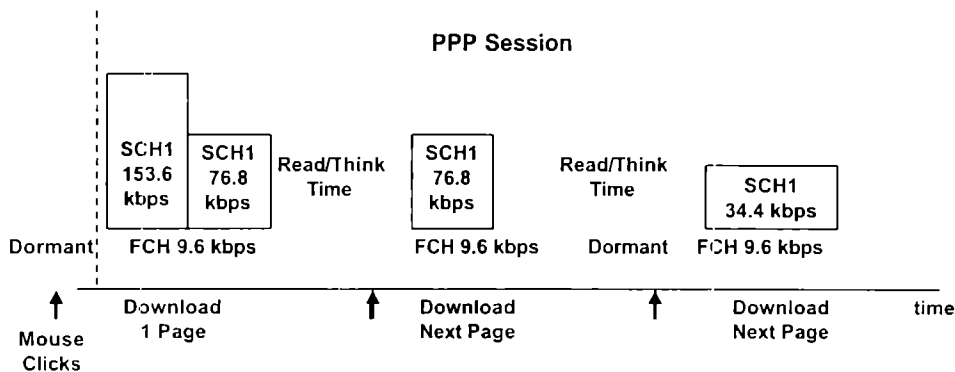 PPP Session
SCH1
153.6
kbps
SCH1
76.8
kbps
Read/Think
Time
SCH1
76.8
kbps
Read/Think
Time
SCH1
34.4 kbps
Dormant
FCH 9.6 kbps
FCH 9.6 kbps
Dormant
FCH 9.6 kbps
Mouse
Clicks
Download
1 Page
Download
Next Page
Download
Next Page
time